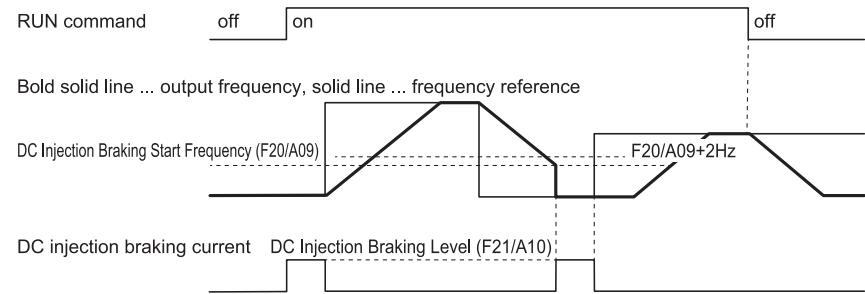 RUN command off on off
Bold solid line ... output frequency, solid line ... frequency reference
DC Injection Braking Start Frequency (F20/A09) F20/A09+2Hz
DC injection braking current DC Injection Braking Level (F21/A10)